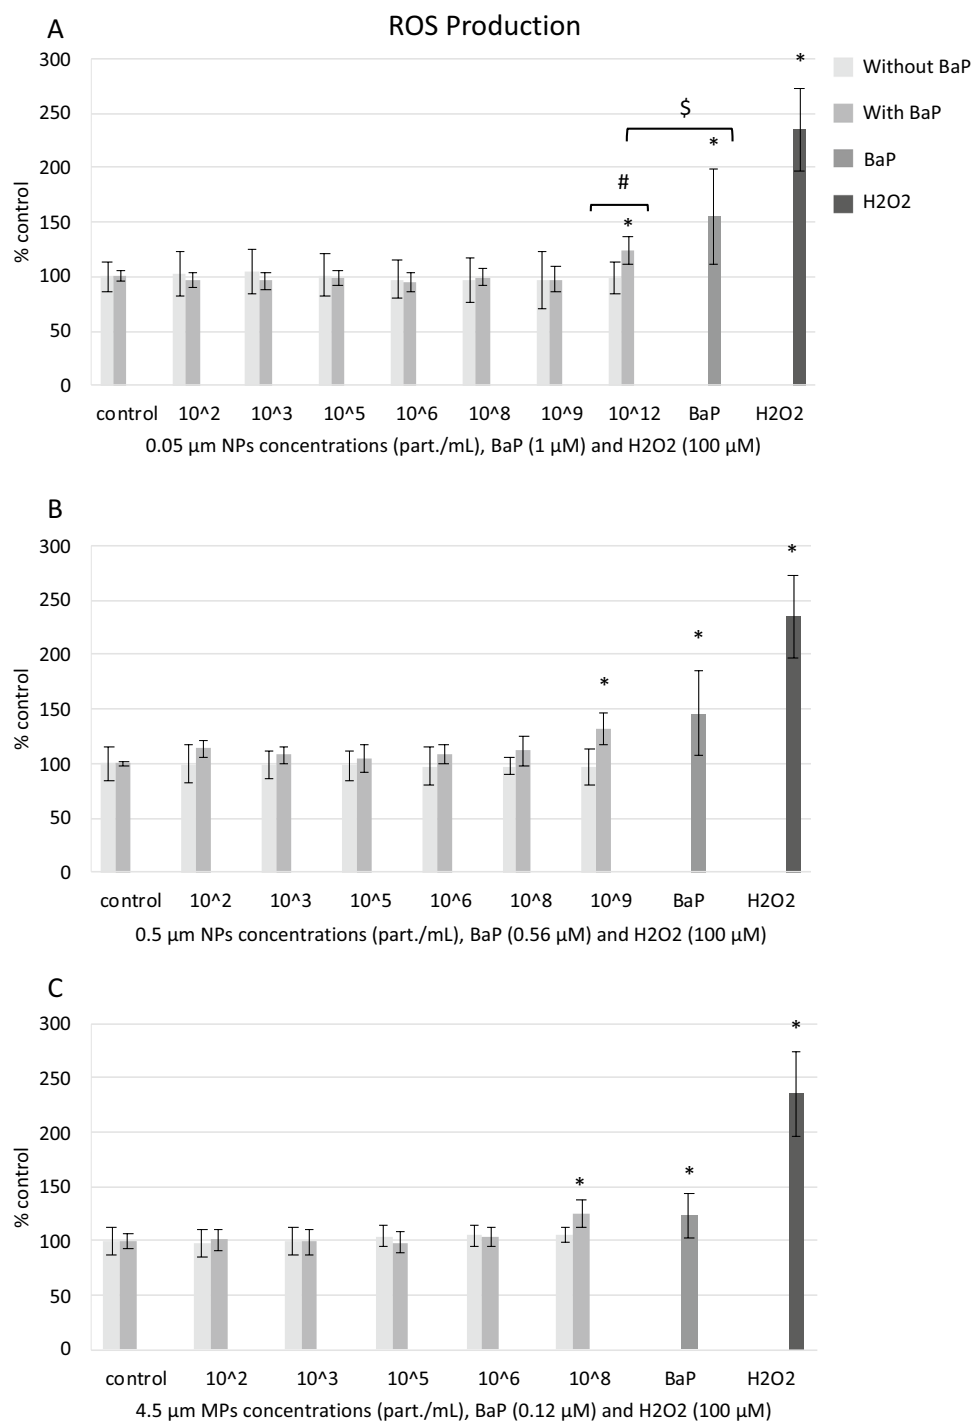 A
ROS Production
300
250
200
150
100
50
0
% control
*
$
*
#
*
Without BaP
With BaP
BaP
H2O2
control 10^2 10^3 10^5 10^6 10^8 10^9 10^12 BaP H2O2
0.05 µm NPs concentrations (part./mL), BaP (1 µM) and H2O2 (100 µM)
B
300
250
200
150
100
50
0
% control
*
*
*
control 10^2 10^3 10^5 10^6 10^8 10^9 BaP H2O2
0.5 µm NPs concentrations (part./mL), BaP (0.56 µM) and H2O2 (100 µM)
C
300
250
200
150
100
50
0
% control
*
*
*
control 10^2 10^3 10^5 10^6 10^8 BaP H2O2
4.5 µm MPs concentrations (part./mL), BaP (0.12 µM) and H2O2 (100 µM)